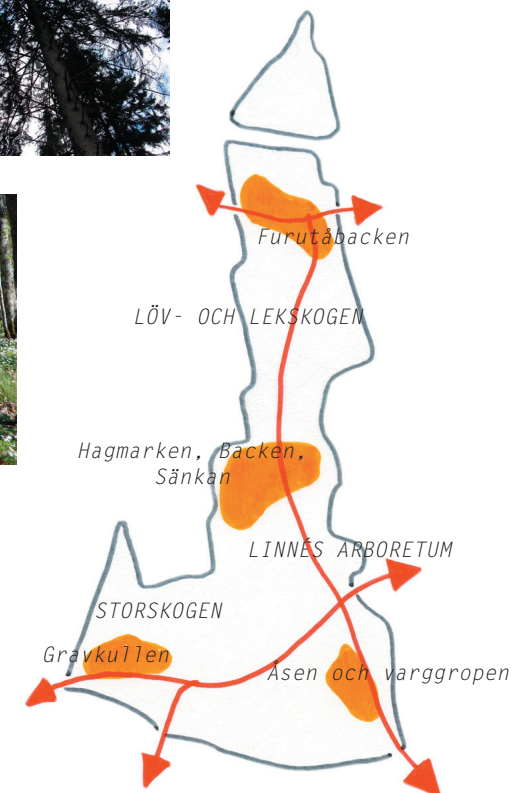 Furutåbacken
LÖV- OCH LEKSKOGEN
Hagmarken, Backen,
Sänkan
LINNÉS ARBORETUM
STORSKOGEN
Gravkullen
Åsen och varggropen